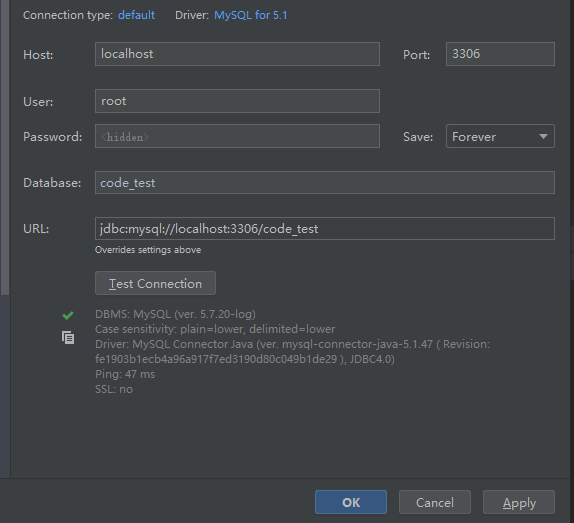 Connection type: default Driver: MySQL for 5.1
Host: localhost Port: 3306
User: root
Password: <hidden> Save: Forever
Database: code_test
URL: jdbc:mysql://localhost:3306/code_test
Overrides settings above
Test Connection
DBMS: MySQL (ver. 5.7.20-log)
Case sensitivity: plain=lower, delimited=lower
Driver: MySQL Connector Java (ver. mysql-connector-java-5.1.47 ( Revision:
fe1903b1ecb4a96a917f7ed3190d80c049b1de29 ), JDBC4.0)
Ping: 47 ms
SSL: no
OK Cancel Apply